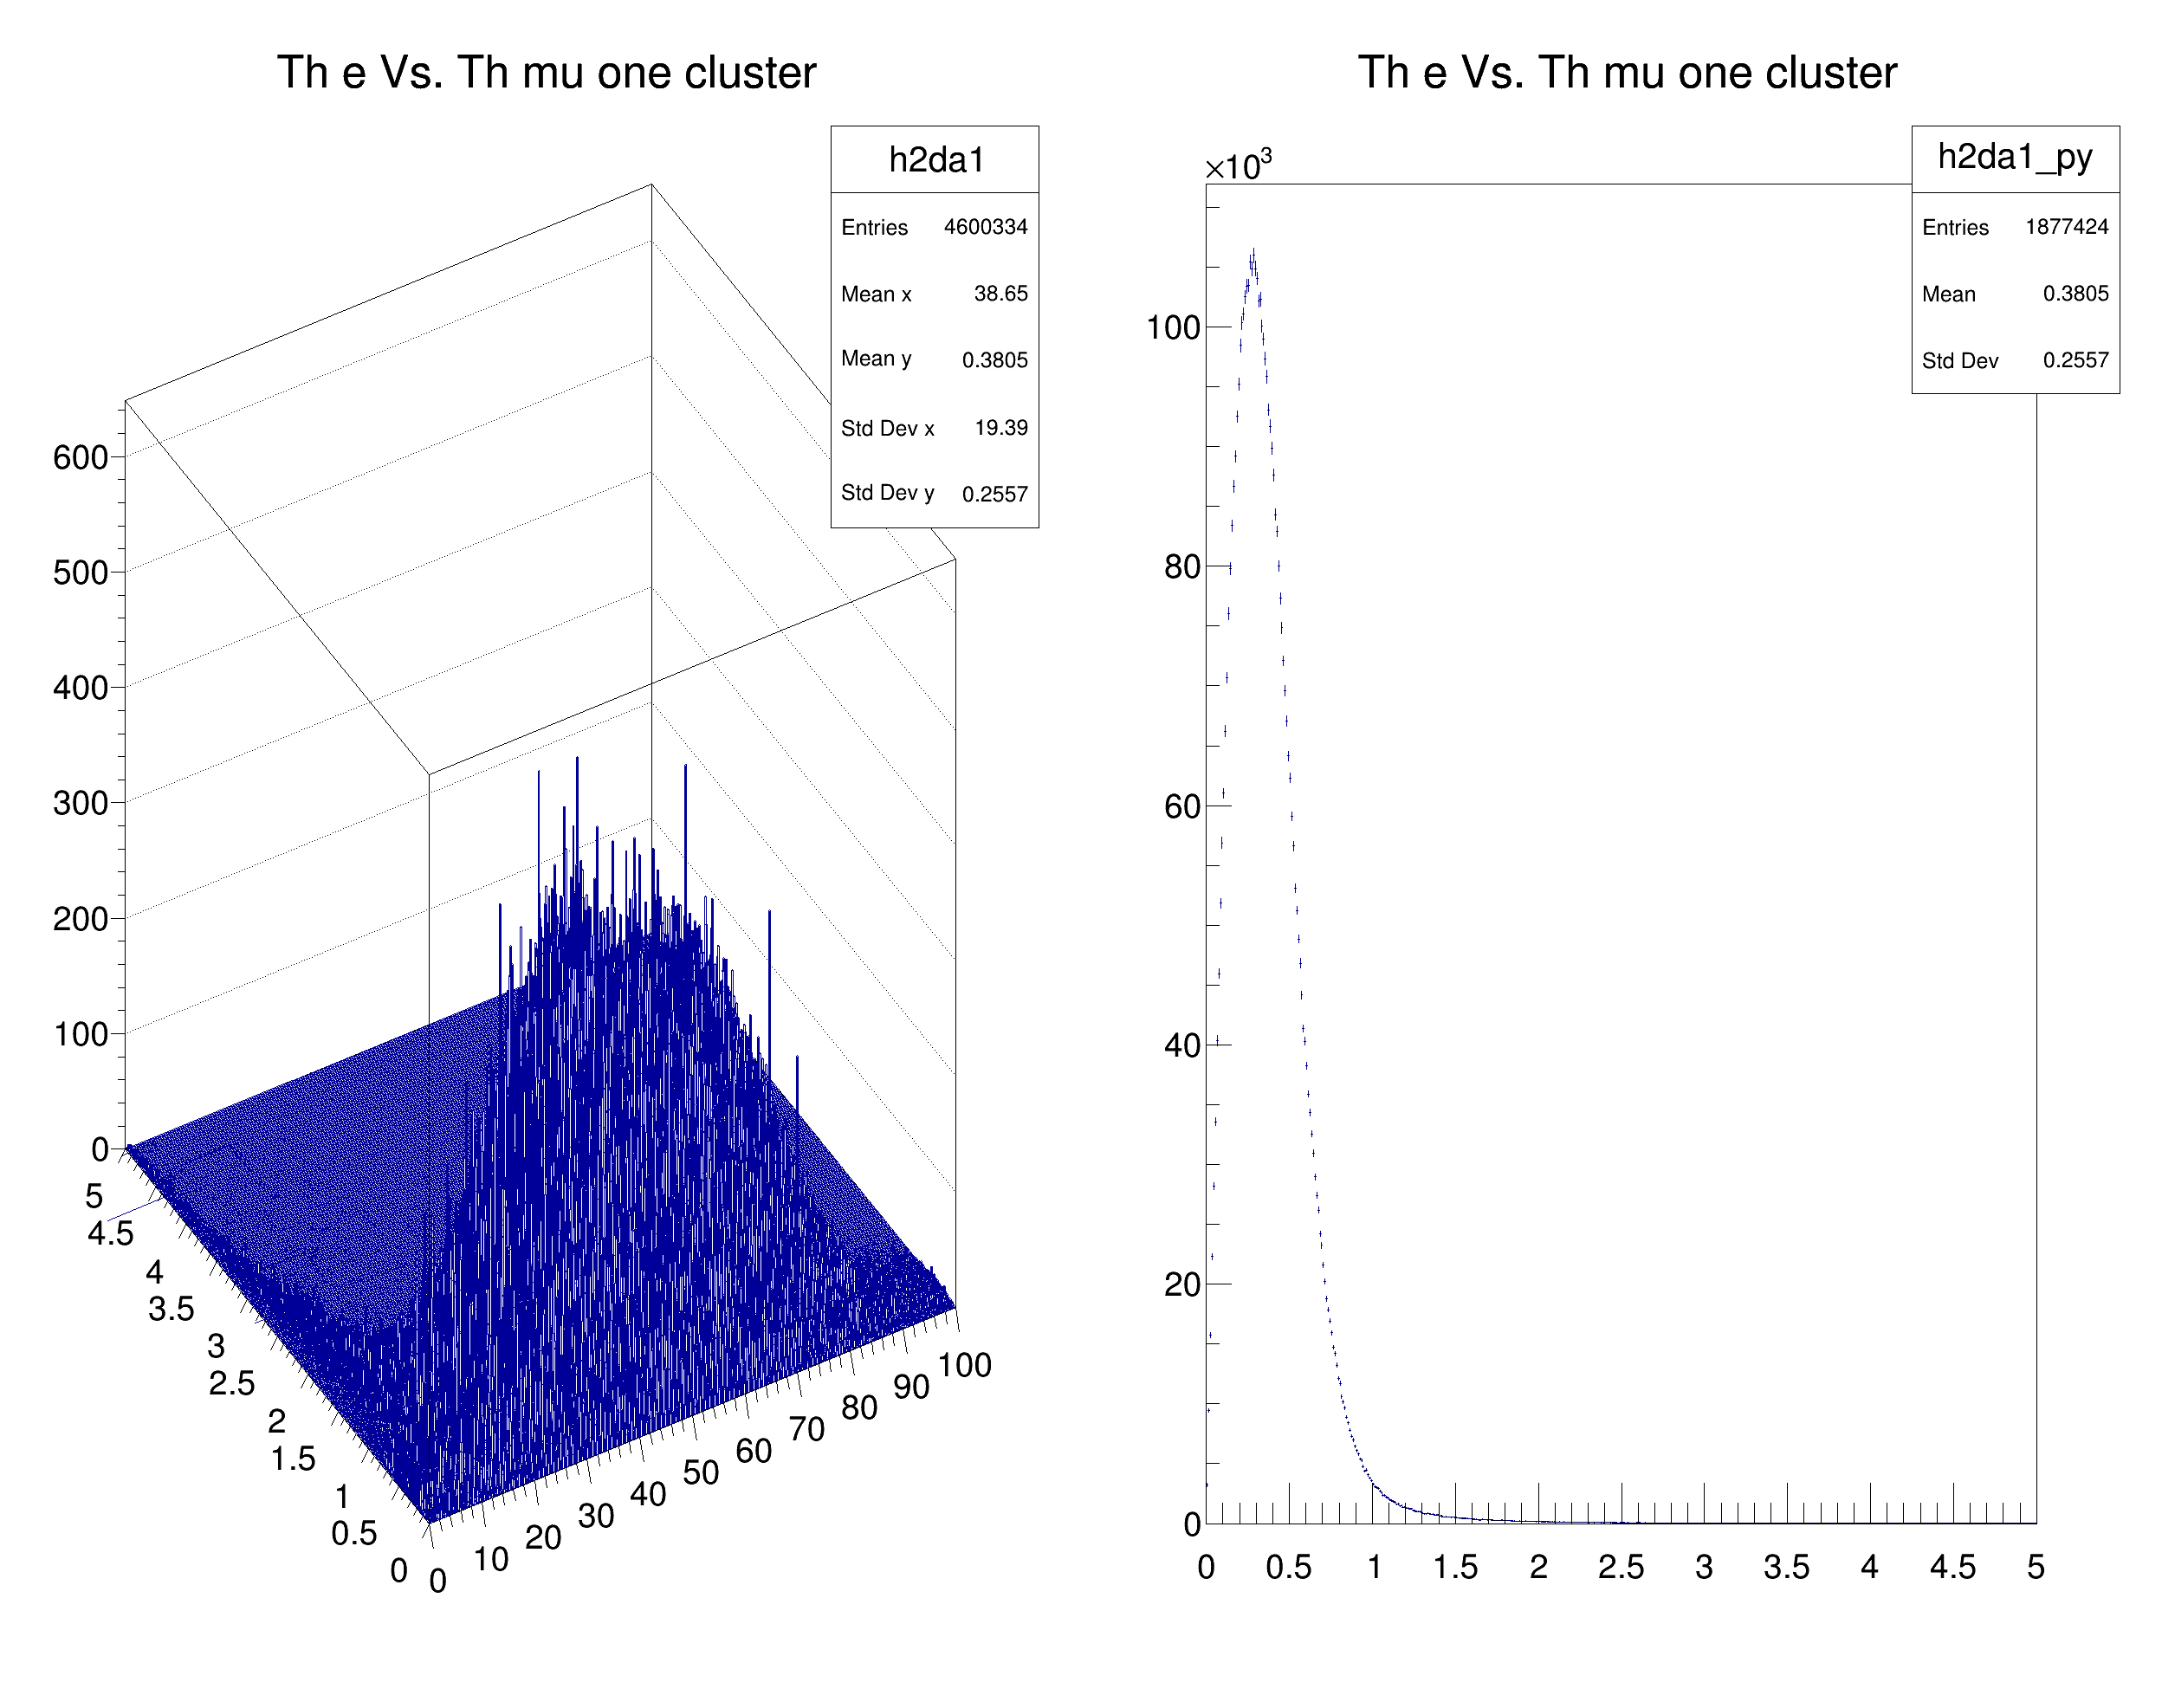 Th e Vs. Th mu one cluster
h2da1
Entries 4600334
Mean x 38.65
Mean y 0.3805
Std Dev x 19.39
Std Dev y 0.2557
600
500
400
300
200
100
0
5
4.5
4
3.5
3
2.5
2
1.5
1
0.5
0
0
10
20
30
40
50
60
70
80
90
100
Th e Vs. Th mu one cluster
h2da1_py
Entries 1877424
Mean 0.3805
Std Dev 0.2557
×10³
100
80
60
40
20
0
0 0.5 1 1.5 2 2.5 3 3.5 4 4.5 5